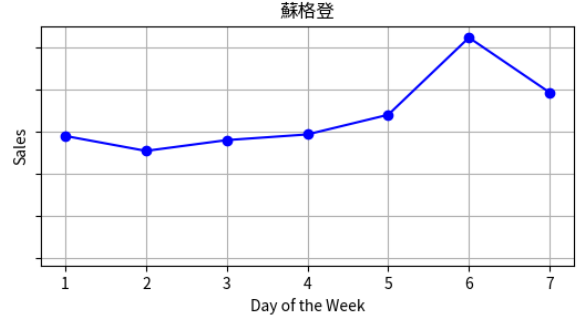 蘇格登
Sales
1 2 3 4 5 6 7
Day of the Week